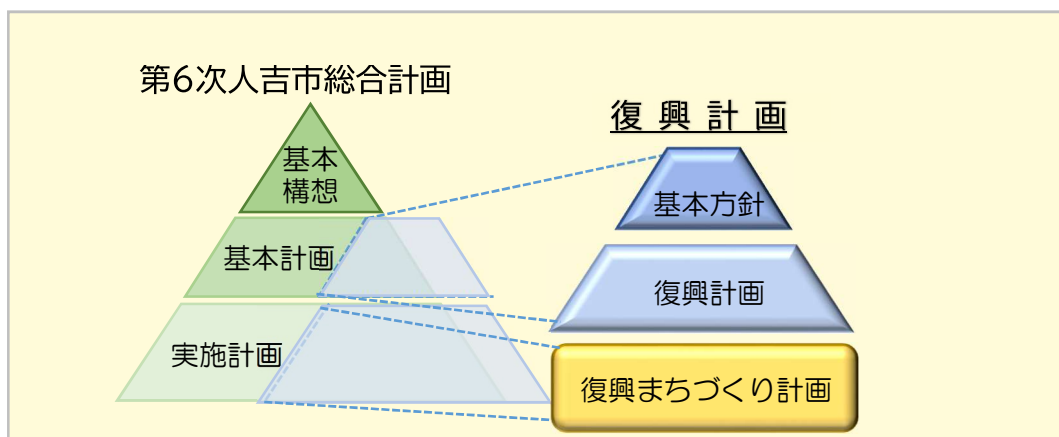 第6次人吉市総合計画
基本
構想
基本計画
実施計画
復興計画
基本方針
復興計画
復興まちづくり計画